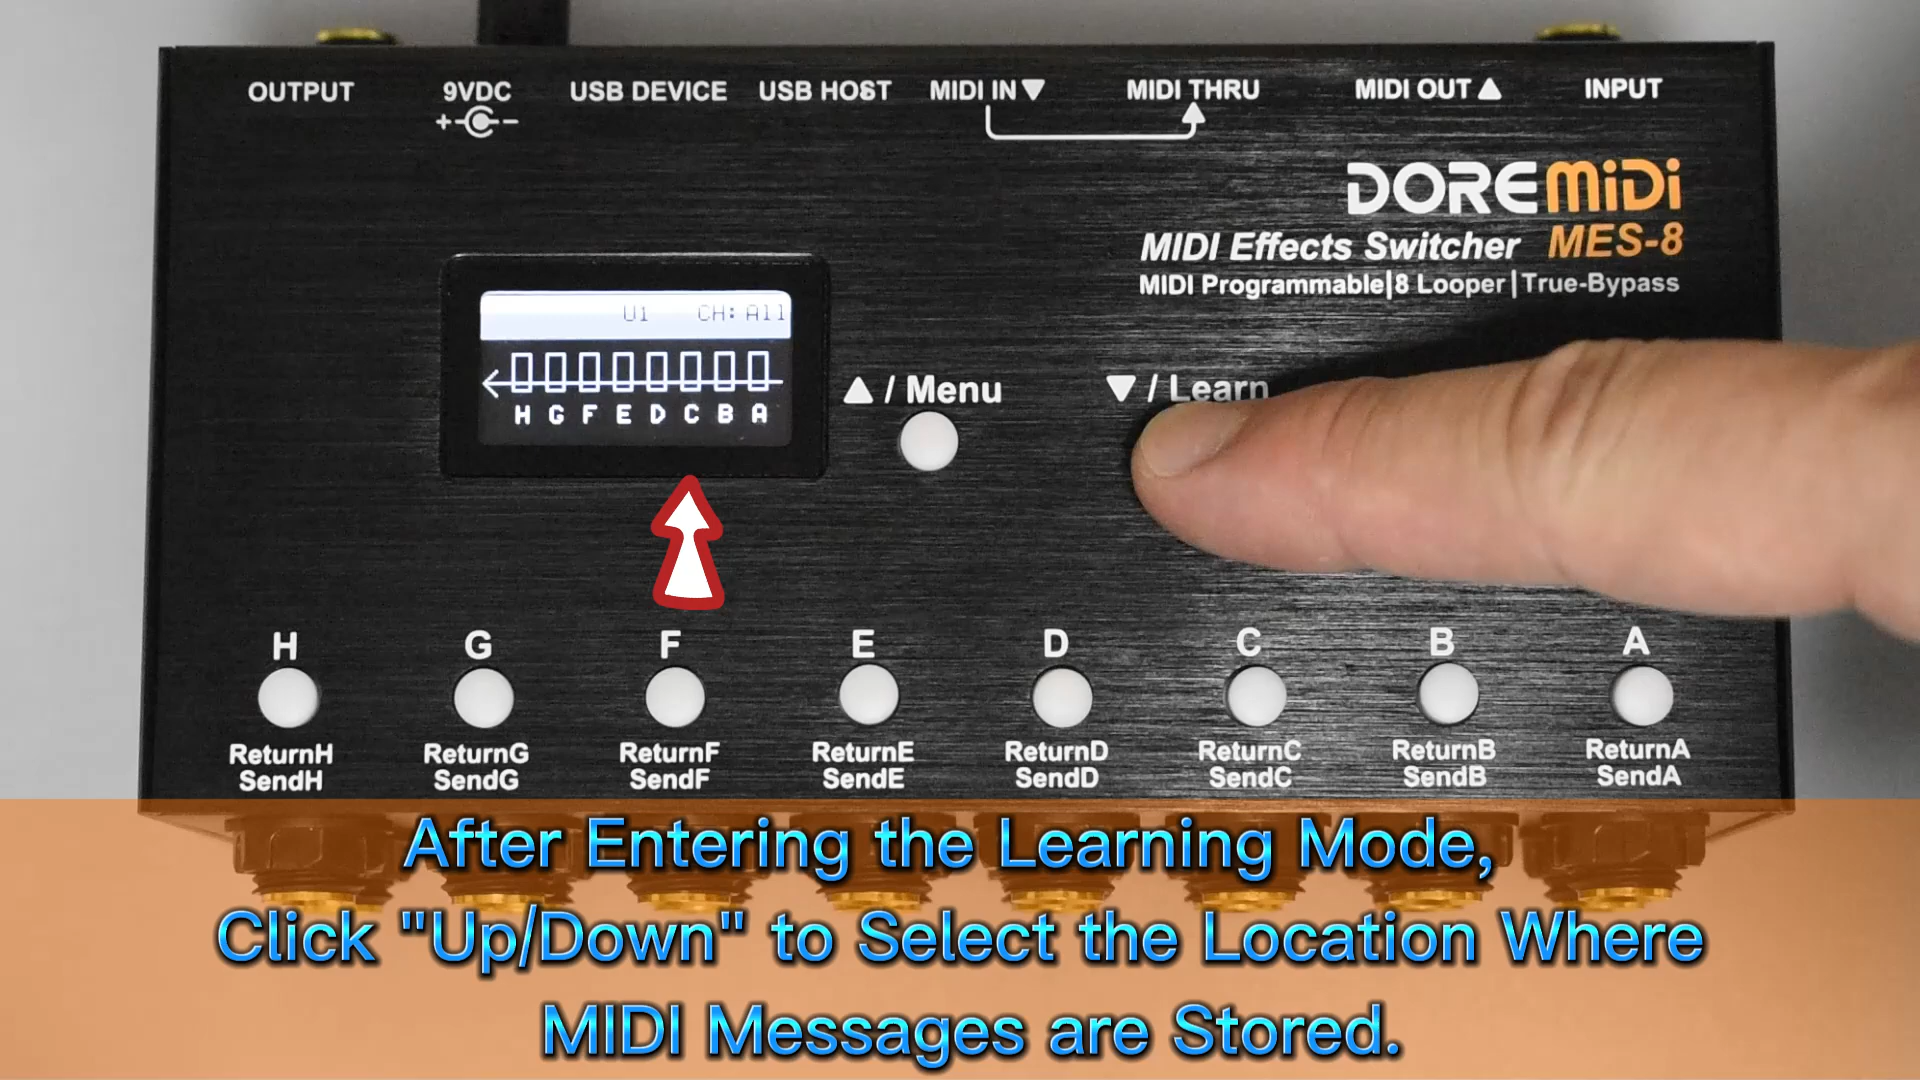 OUTPUT 9VDC USB DEVICE USB HOST MIDI IN▼ MIDI THRU MIDI OUT▲ INPUT
+ -
DOREMiDi
MIDI Effects Switcher MES-8
MIDI Programmable|8 Looper|True-Bypass
U1 CH: All
H G F E D C B A
▲ / Menu ▼ / Learn
H G F E D C B A
ReturnH ReturnG ReturnF ReturnE ReturnD ReturnC ReturnB ReturnA
SendH SendG SendF SendE SendD SendC SendB SendA
After Entering the Learning Mode,
Click "Up/Down" to Select the Location Where
MIDI Messages are Stored.